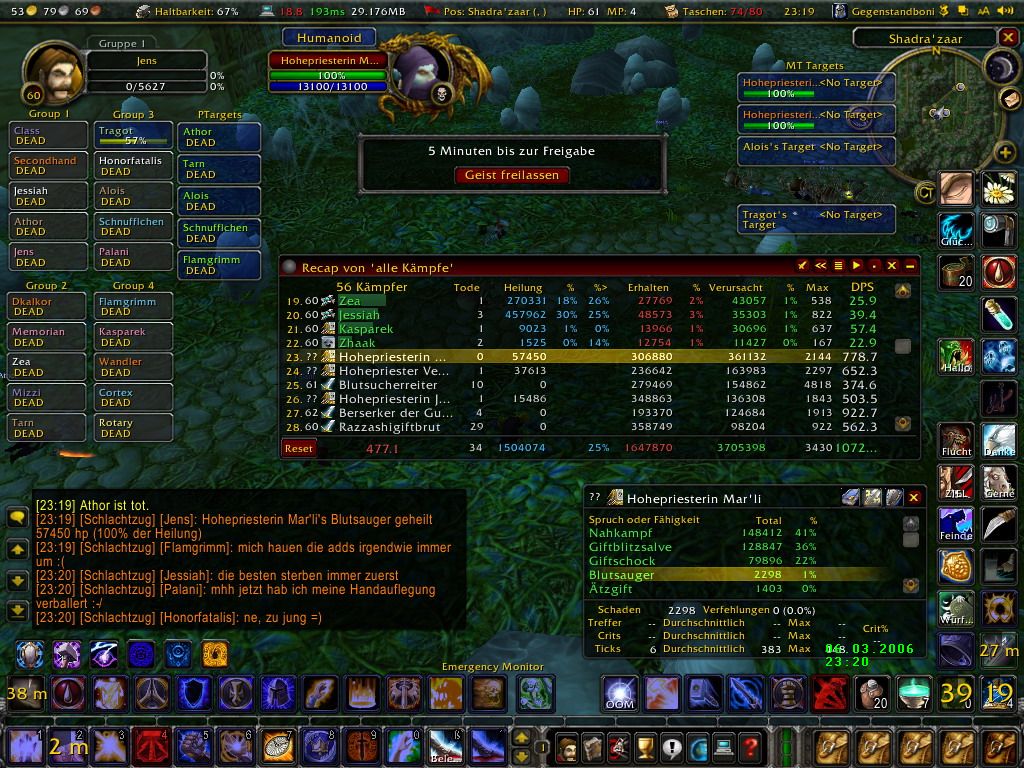 53 79 69 Haltbarkeit: 67% 18.8, 193ms 29.176MB Pos: Shadra'zaar (, ) HP: 61 MP: 4 Taschen: 74/80 23:19 Gegenstandboni
Gruppe 1
Jens
0%
0/5627 0%
60
Humanoid
Hohepriesterin M...
100%
13100/13100
Shadra'zaar
N
MT Targets
Hohepriesteri... <No Target>
100%
Hohepriesteri... <No Target>
100%
Alois's Target <No Target>
Tragot's * <No Target>
Target
Group 1 Group 3 PTargets
Class DEAD
Secondhand DEAD
Jessiah DEAD
Athor DEAD
Jens DEAD
Tragot 57%
Honorfatalis DEAD
Alois DEAD
Schnufflchen DEAD
Palani DEAD
Athor DEAD
Tarn DEAD
Alois DEAD
Schnufflchen DEAD
Flamgrimm DEAD
Group 2 Group 4
Dkalkor DEAD
Memorian DEAD
Zea DEAD
Mizzi DEAD
Tarn DEAD
Flamgrimm DEAD
Kasparek DEAD
Wandler DEAD
Cortex DEAD
Rotary DEAD
5 Minuten bis zur Freigabe
Geist freilassen
Recap von 'alle Kämpfe'
56 Kämpfer Tode Heilung % %> Erhalten % Verursacht % Max DPS
19. 60 Zea 1 270331 18% 26% 27769 2% 43057 1% 538 25.9
20. 60 Jessiah 3 457962 30% 25% 48573 3% 35303 1% 822 39.4
21. 60 Kasparek 1 9023 1% 0% 13966 1% 30696 1% 637 57.4
22. 60 Zhaak 2 1525 0% 14% 12754 1% 11427 0% 167 22.9
23. ?? Hohepriesterin ... 0 57450 306880 361132 2144 778.7
24. ?? Hohepriester Ve... 1 37613 236642 163983 2297 652.3
25. 61 Blutsucherreiter 10 0 279469 154862 4818 374.6
26. ?? Hohepriesterin J... 1 15486 348863 136308 1843 503.5
27. 62 Berserker der Gu... 4 0 193370 124684 1913 922.7
28. 60 Razzashigiftbrut 29 0 358749 98204 922 562.3
Reset 477.1 34 1504074 25% 1647870 3705398 3430 1072...
[23:19] Athor ist tot.
[23:19] [Schlachtzug] [Jens]: Hohepriesterin Mar'li's Blutsauger geheilt
57450 hp (100% der Heilung)
[23:19] [Schlachtzug] [Flamgrimm]: mich hauen die adds irgendwie immer
um :(
[23:20] [Schlachtzug] [Jessiah]: die besten sterben immer zuerst
[23:20] [Schlachtzug] [Palani]: mhh jetzt hab ich meine Handauflegung
verballert :-/
[23:20] [Schlachtzug] [Honorfatalis]: ne, zu jung =)
?? Hohepriesterin Mar'li
Spruch oder Fähigkeit Total %
Nahkampf 148412 41%
Giftblitzsalve 128847 36%
Giftschock 79896 22%
Blutsauger 2298 1%
Ätzgift 1403 0%
Schaden 2298 Verfehlungen 0 (0.0%)
Treffer -- Durchschnittlich -- Max --
Crit%
Crits -- Durchschnittlich -- Max --
Ticks 6 Durchschnittlich 383 Max
06.03.2006
23:20
Emergency Monitor
20
Hallo
Flucht Danke
ZIEL Gerne
Feinde
Würf...
27 m
38 m
OOM 20 7 39 19
2 m
Bele...